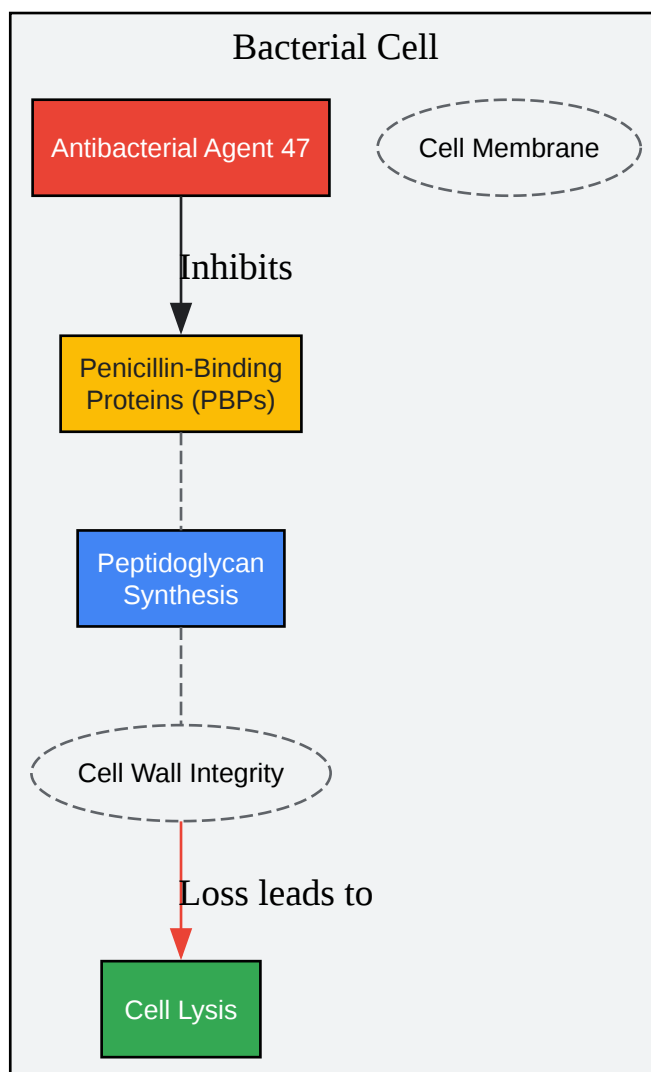 Bacterial Cell
Antibacterial Agent 47
Cell Membrane
Inhibits
Penicillin-Binding
Proteins (PBPs)
Peptidoglycan
Synthesis
Cell Wall Integrity
Loss leads to
Cell Lysis